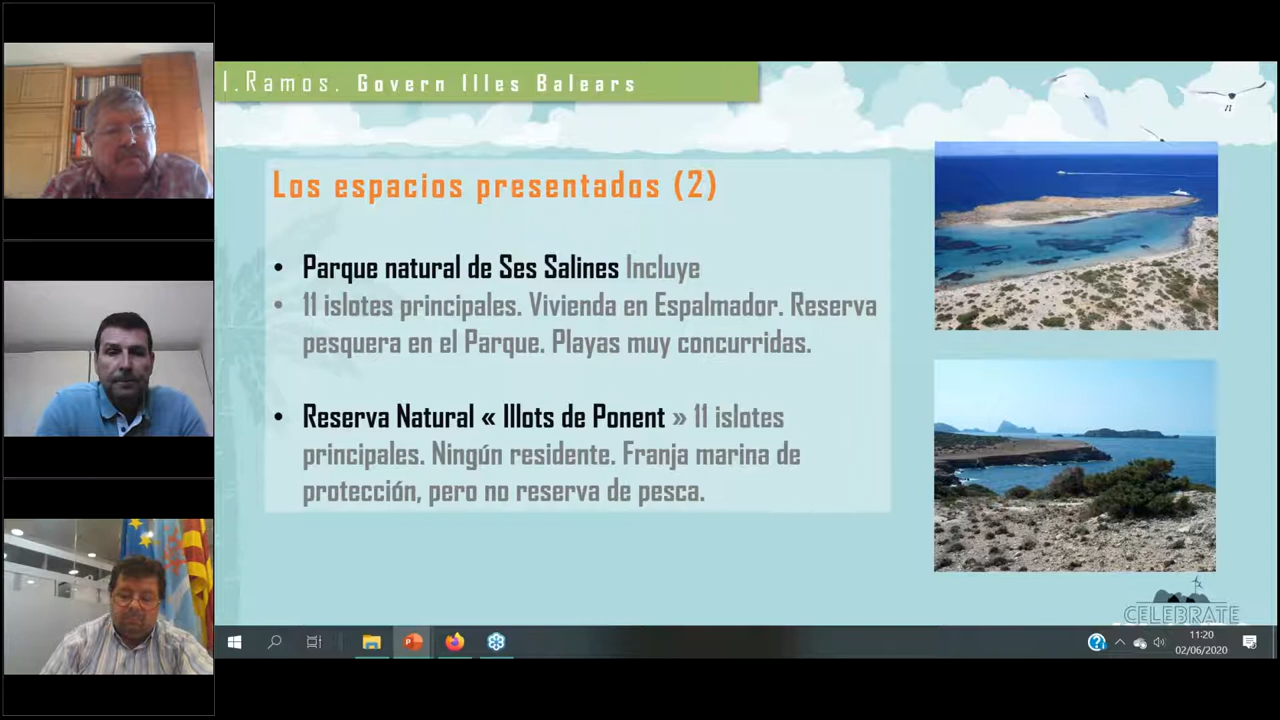 I.Ramos. Govern Illes Balears
Los espacios presentados (2)
• Parque natural de Ses Salines Incluye
• 11 islotes principales. Vivienda en Espalmador. Reserva
pesquera en el Parque. Playas muy concurridas.
• Reserva Natural « Illots de Ponent » 11 islotes
principales. Ningún residente. Franja marina de
protección, pero no reserva de pesca.
CELEBRATE
11:20
02/06/2020